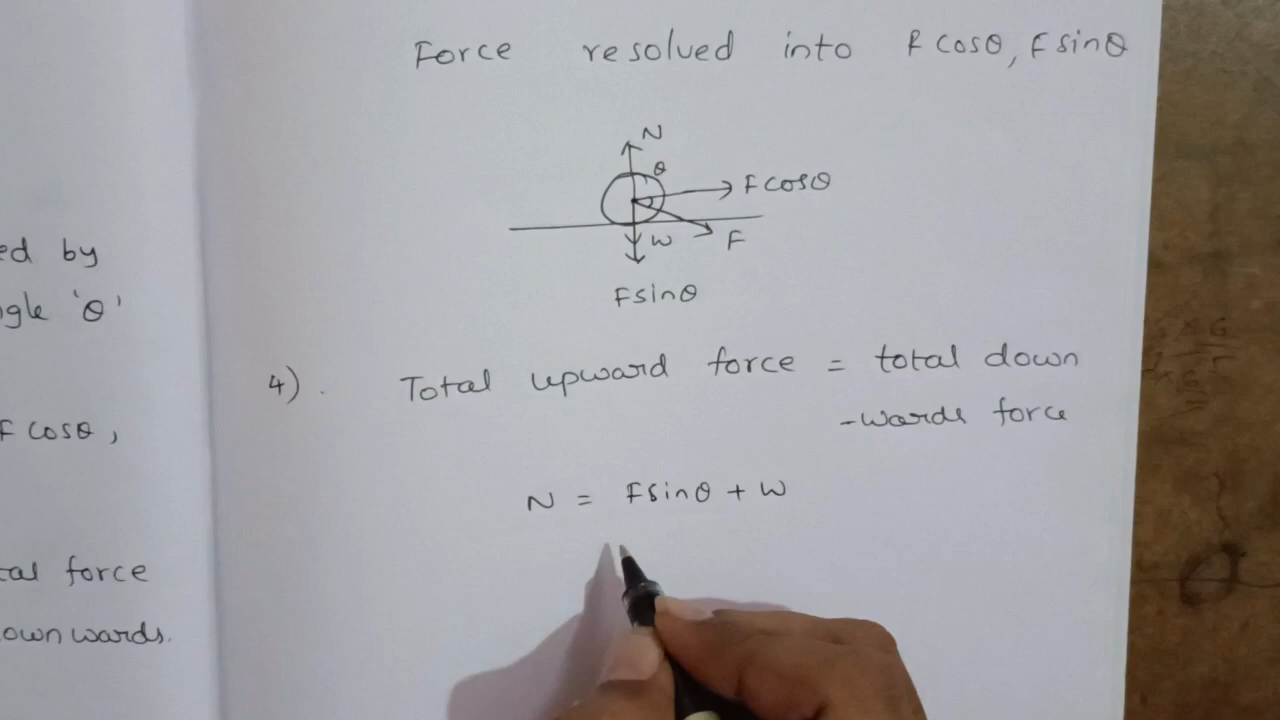 Force resolved into F cosθ, F sinθ
N
θ
F cosθ
W
F
F sinθ
ed by
gle 'θ'
4). Total upward force = total down
-wards force
F cosθ,
N = F sinθ + W
tal force
own wards.